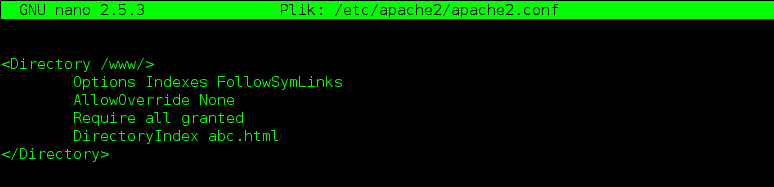 GNU nano 2.5.3 Plik: /etc/apache2/apache2.conf
<Directory /www/>
Options Indexes FollowSymLinks
AllowOverride None
Require all granted
DirectoryIndex abc.html
</Directory>